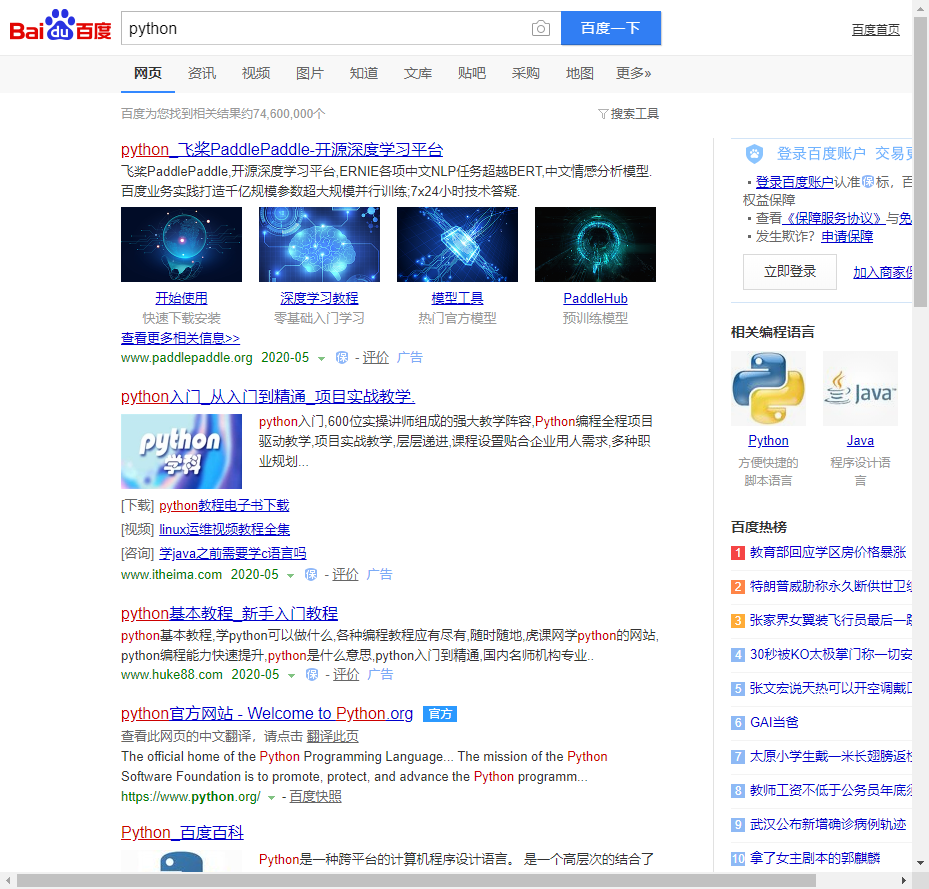 Bai du 百度
python
百度一下
百度首页
网页 资讯 视频 图片 知道 文库 贴吧 采购 地图 更多»
百度为您找到相关结果约74,600,000个
搜索工具
python_飞桨PaddlePaddle-开源深度学习平台
飞桨PaddlePaddle,开源深度学习平台,ERNIE各项中文NLP任务超越BERT,中文情感分析模型.
百度业务实践打造千亿规模参数超大规模并行训练;7x24小时技术答疑.
开始使用 深度学习教程 模型工具 PaddleHub
快速下载安装 零基础入门学习 热门官方模型 预训练模型
查看更多相关信息>>
www.paddlepaddle.org 2020-05 保 - 评价 广告
python入门_从入门到精通_项目实战教学.
python
学科
python入门,600位实操讲师组成的强大教学阵容,Python编程全程项目
驱动教学,项目实战教学,层层递进,课程设置贴合企业用人需求,多种职
业规划...
[下载] python教程电子书下载
[视频] linux运维视频教程全集
[咨询] 学java之前需要学c语言吗
www.itheima.com 2020-05 保 - 评价 广告
python基本教程_新手入门教程
python基本教程,学python可以做什么,各种编程教程应有尽有,随时随地,虎课网学python的网站,
python编程能力快速提升,python是什么意思,python入门到精通,国内名师机构专业..
www.huke88.com 2020-05 保 - 评价 广告
python官方网站 - Welcome to Python.org 官方
查看此网页的中文翻译，请点击 翻译此页
The official home of the Python Programming Language... The mission of the Python
Software Foundation is to promote, protect, and advance the Python programm...
https://www.python.org/ - 百度快照
Python_百度百科
Python是一种跨平台的计算机程序设计语言。 是一个高层次的结合了
登录百度账户 交易
登录百度账户认准保标，百
权益保障
查看《保障服务协议》与免
发生欺诈？申请保障
立即登录 加入商家保
相关编程语言
Java
Python Java
方便快捷的 程序设计语
脚本语言 言
百度热榜
1 教育部回应学区房价格暴涨
2 特朗普威胁称永久断供世卫组
3 张家界女翼装飞行员最后一跃
4 30秒被KO太极掌门称一切安
5 张文宏说天热可以开空调戴口
6 GAI当爸
7 太原小学生戴一米长翅膀返校
8 教师工资不低于公务员年底须
9 武汉公布新增确诊病例轨迹
10 拿了女主剧本的郭麒麟